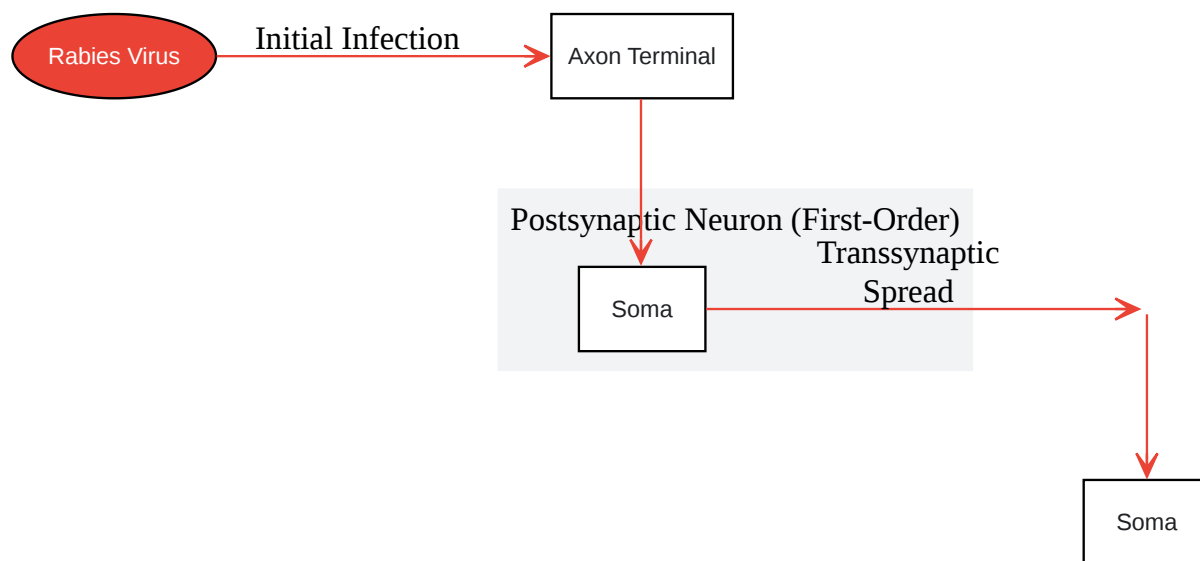 Rabies Virus
Initial Infection
Axon Terminal
Postsynaptic Neuron (First-Order)
Transsynaptic
Spread
Soma
Soma